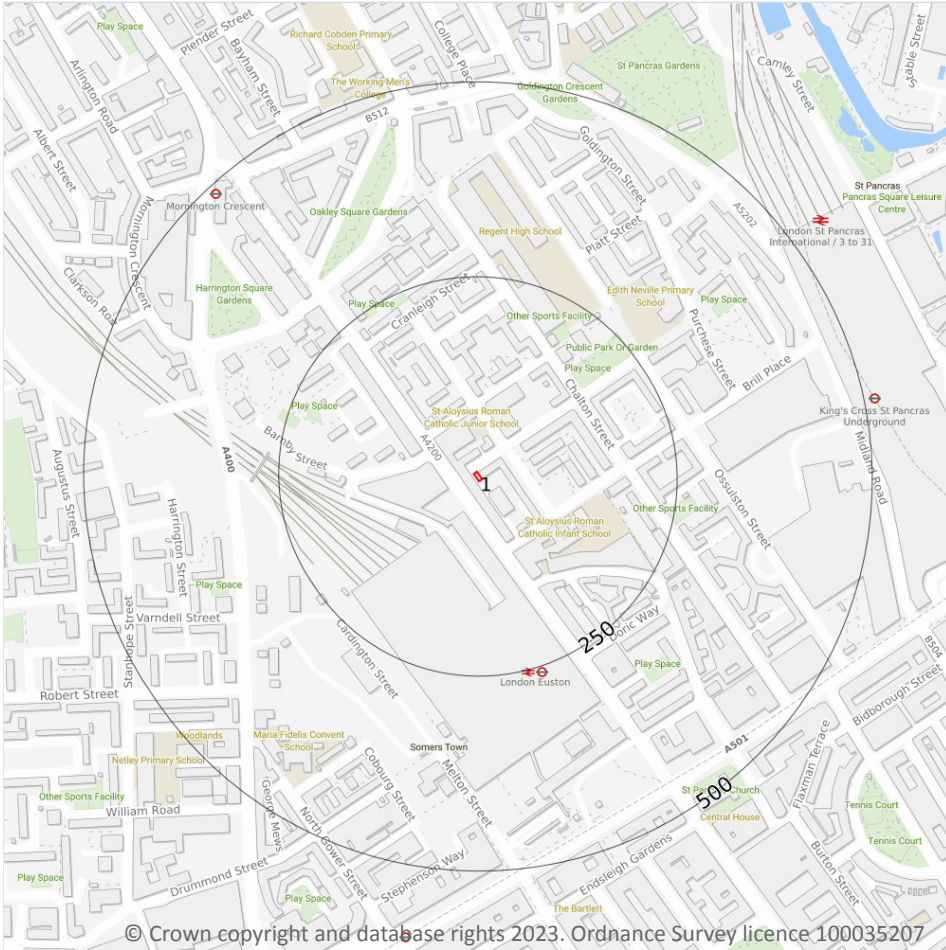 Play Space
Plender Street
Richard Cobden Primary
School
College Place
St Pancras Gardens
Camley Street
Arlington Road
Bayham Street
The Working Men's
College
Goldington Crescent
Gardens
B512
Albert Street
Goldington Street
St Pancras
Pancras Square Leisure
Centre
Mornington Crescent
Mornington Crescent
Oakley Square Gardens
Regent High School
Platt Street
A5202
London St Pancras
International / 3 to 31
Clarkson Row
Harrington Square
Gardens
Play Space
Cranleigh Street
Edith Neville Primary
School
Play Space
Other Sports Facility
Purchese Street
Public Park Or Garden
Play Space
Brill Place
Play Space
St Aloysius Roman
Catholic Junior School
Chalton Street
King's Cross St Pancras
Underground
Barnby Street
A4200
A400
Augustus Street
Midland Road
1
Ossulston Street
Harrington Street
St Aloysius Roman
Catholic Infant School
Other Sports Facility
Play Space
Varndell Street
Stanhope Street
Cardington Street
250
Doric Way
B504
Play Space
London Euston
Robert Street
Bidborough Street
Woodlands
Maria Fidelis Convent
School
Somers Town
A501
Netley Primary School
Cobourg Street
Melton Street
500
Flaxman Terrace
Other Sports Facility
William Road
George Mews
North Gower Street
Central House
Tennis Court
Tennis Court
Drummond Street
Stephenson Way
Endsleigh Gardens
Burton Street
Play Space
Play Space
The Bartlett
© Crown copyright and database rights 2023. Ordnance Survey licence 100035207